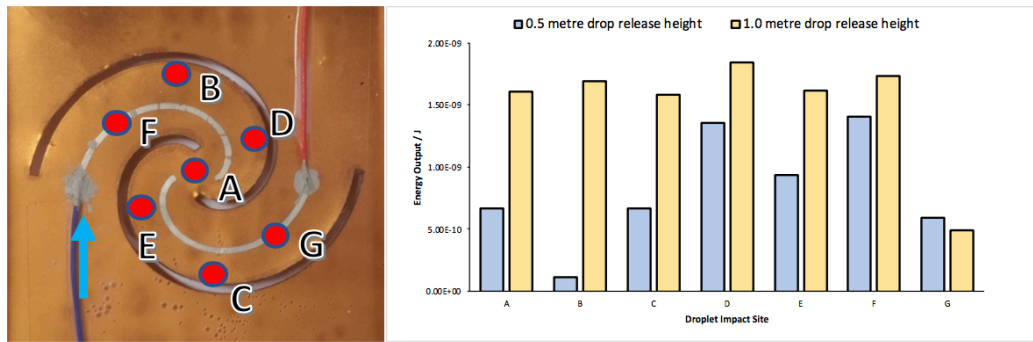 B
D
F
A
E
G
C
0.5 metre drop release height
1.0 metre drop release height
2.00E-09
1.50E-09
1.00E-09
5.00E-10
0.00E+00
Energy Output / J
A B C D E F G
Droplet Impact Site